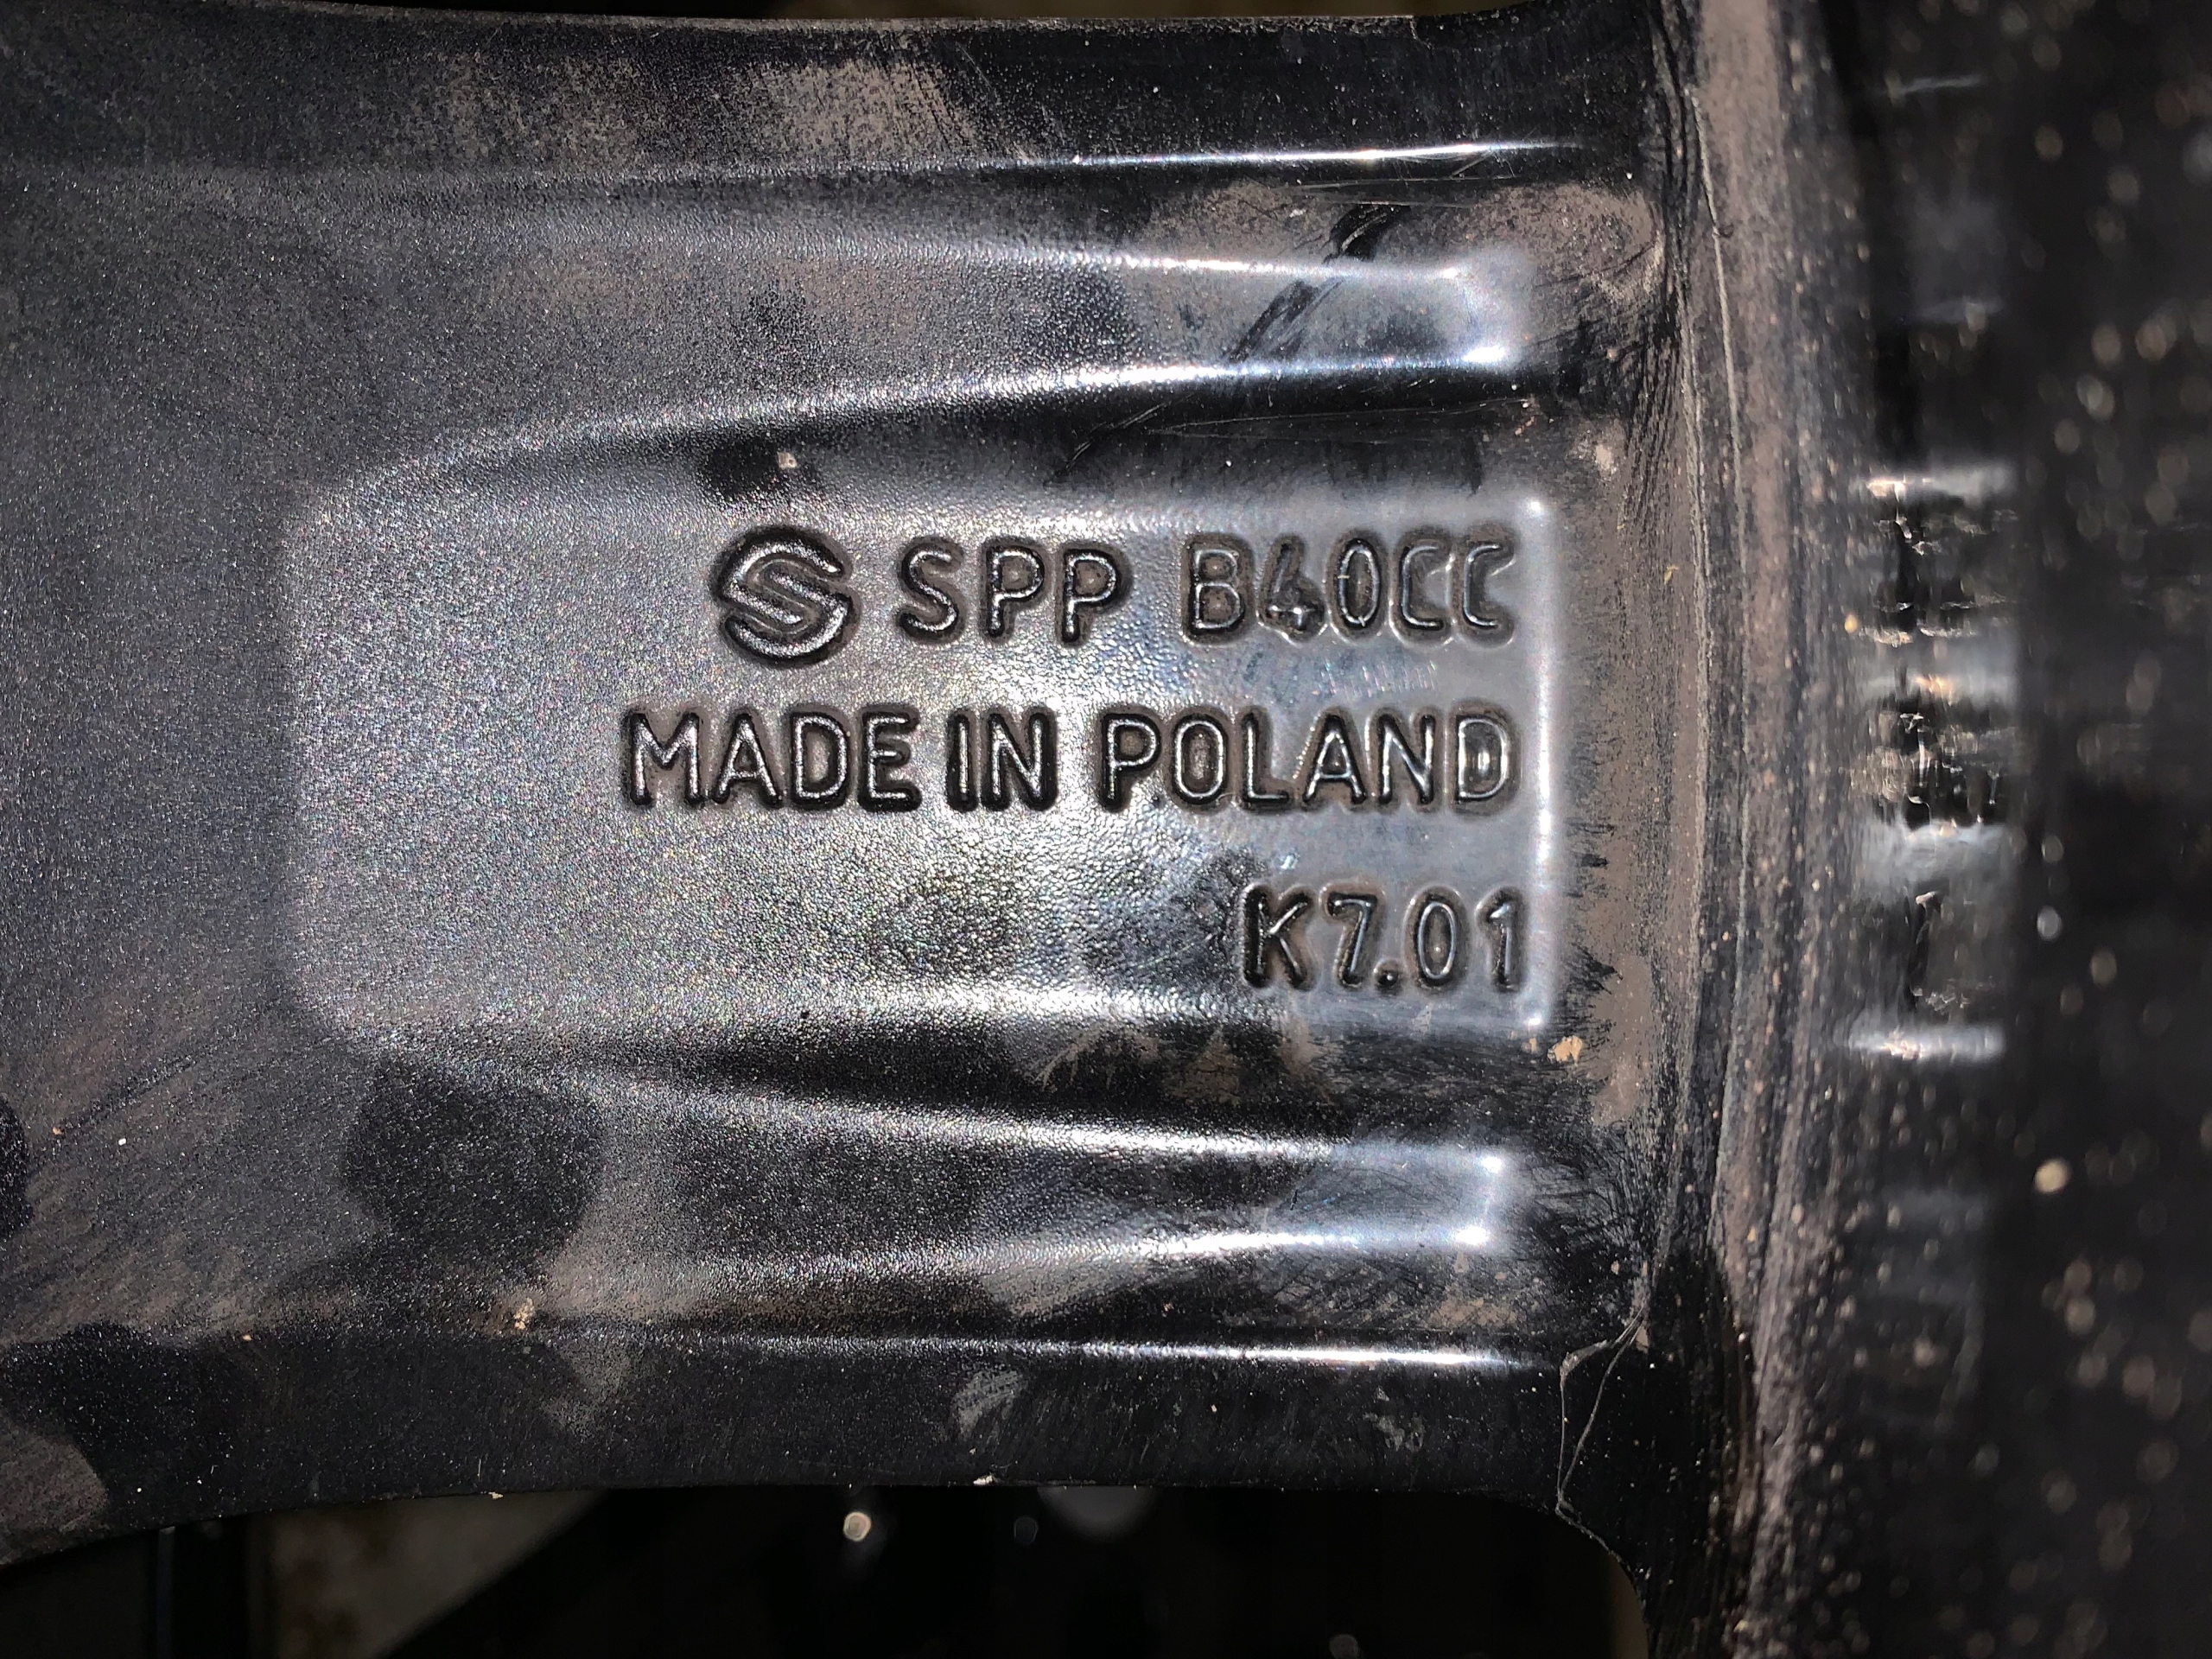 SPP B40CC
MADE IN POLAND
K7.01